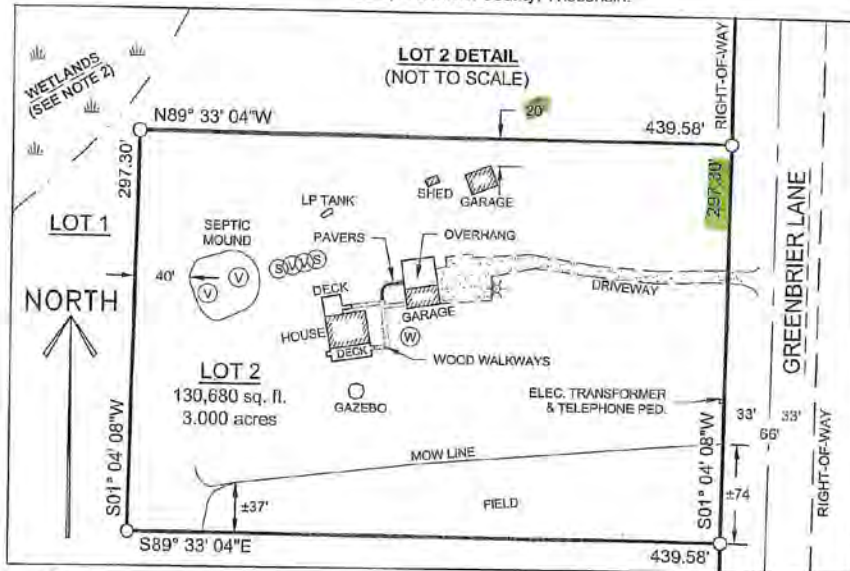 County, Wisconsin.
LOT 2 DETAIL
(NOT TO SCALE)
WETLANDS
(SEE NOTE 2)
RIGHT-OF-WAY
N89° 33' 04"W
20'
439.58'
297.30'
297.30'
LOT 1
SHED
GARAGE
LP TANK
SEPTIC
MOUND
PAVERS
OVERHANG
S
S
V
V
40'
DECK
DRIVEWAY
GREENBRIER LANE
NORTH
HOUSE
GARAGE
W
DECK
WOOD WALKWAYS
LOT 2
130,680 sq. ft.
3.000 acres
GAZEBO
ELEC. TRANSFORMER
& TELEPHONE PED.
33'
33'
66'
MOW LINE
S01° 04' 08"W
S01° 04' 08"W
±37'
FIELD
±74
RIGHT-OF-WAY
S89° 33' 04"E
439.58'